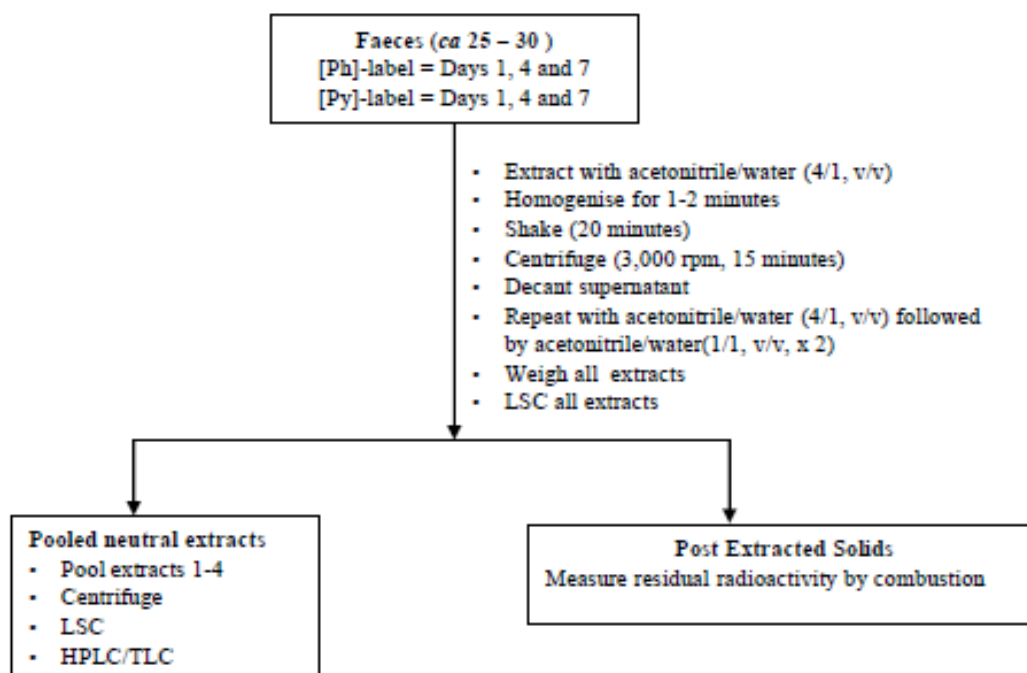 Faeces (ca 25 – 30 )
[Ph]-label = Days 1, 4 and 7
[Py]-label = Days 1, 4 and 7
▪ Extract with acetonitrile/water (4/1, v/v)
▪ Homogenise for 1-2 minutes
▪ Shake (20 minutes)
▪ Centrifuge (3,000 rpm, 15 minutes)
▪ Decant supernatant
▪ Repeat with acetonitrile/water (4/1, v/v) followed
by acetonitrile/water(1/1, v/v, x 2)
▪ Weigh all extracts
▪ LSC all extracts
Pooled neutral extracts
▪ Pool extracts 1-4
▪ Centrifuge
▪ LSC
▪ HPLC/TLC
Post Extracted Solids
Measure residual radioactivity by combustion